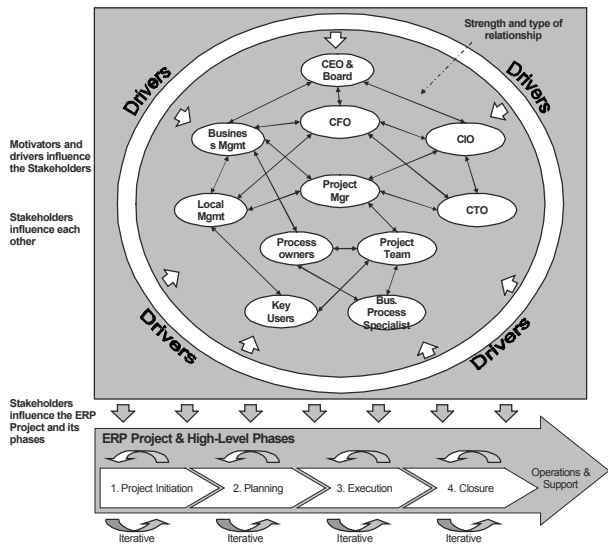 Strength and type of
relationship
Drivers
Drivers
CEO &
Board
Busines
s Mgmt
CFO
CIO
Motivators and
drivers influence
the Stakeholders
Local
Mgmt
Project
Mgr
CTO
Stakeholders
influence each
other
Process
owners
Project
Team
Key
Users
Bus.
Process
Specialist
Drivers
Drivers
Stakeholders
influence the ERP
Project and its
phases
ERP Project & High-Level Phases
1. Project Initiation
2. Planning
3. Execution
4. Closure
Operations &
Support
Iterative
Iterative
Iterative
Iterative